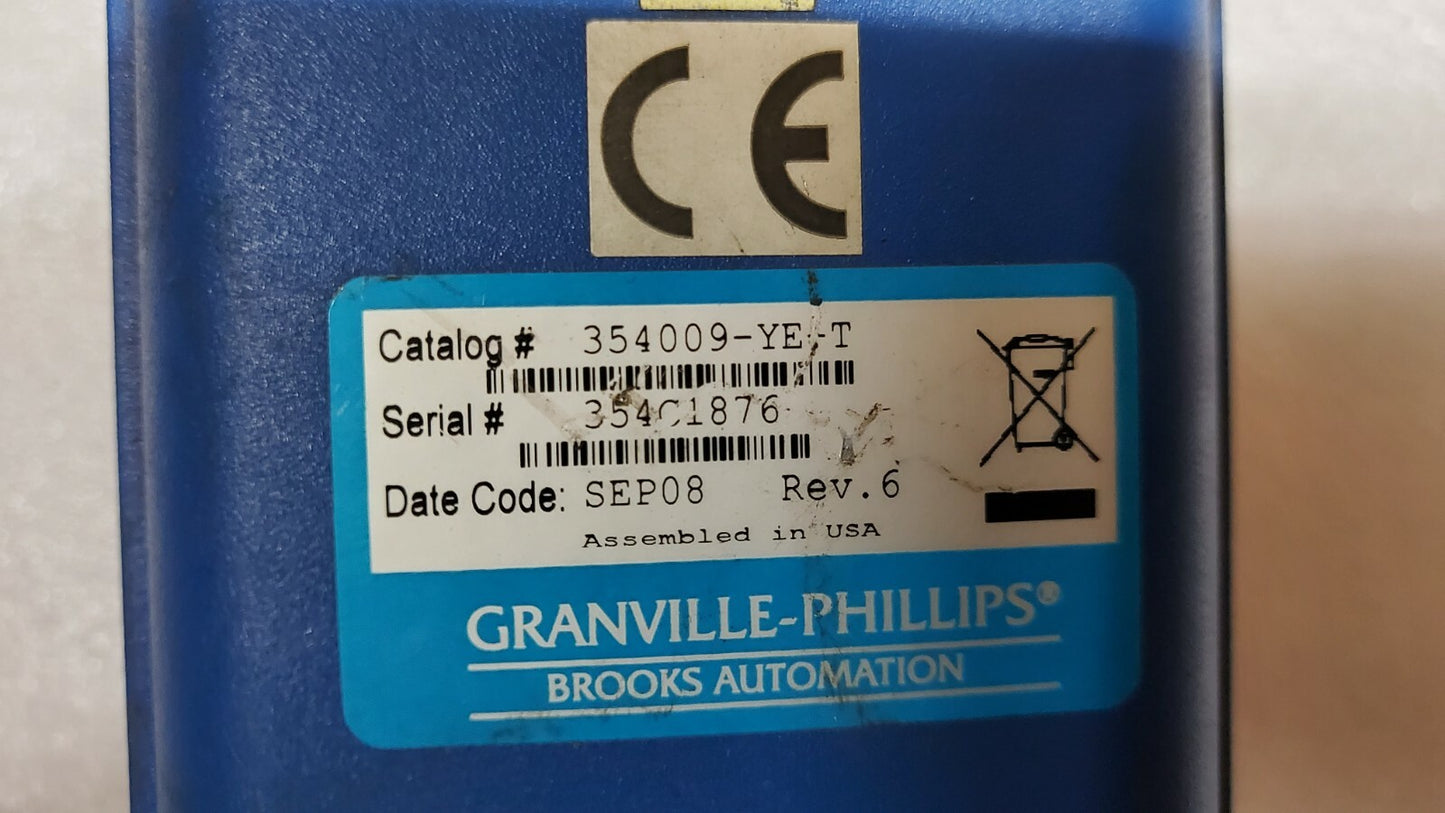 CE
Catalog # 354009-YE-T
Serial # 354C1876
Date Code: SEP08 Rev.6
Assembled in USA
GRANVILLE-PHILLIPS®
BROOKS AUTOMATION